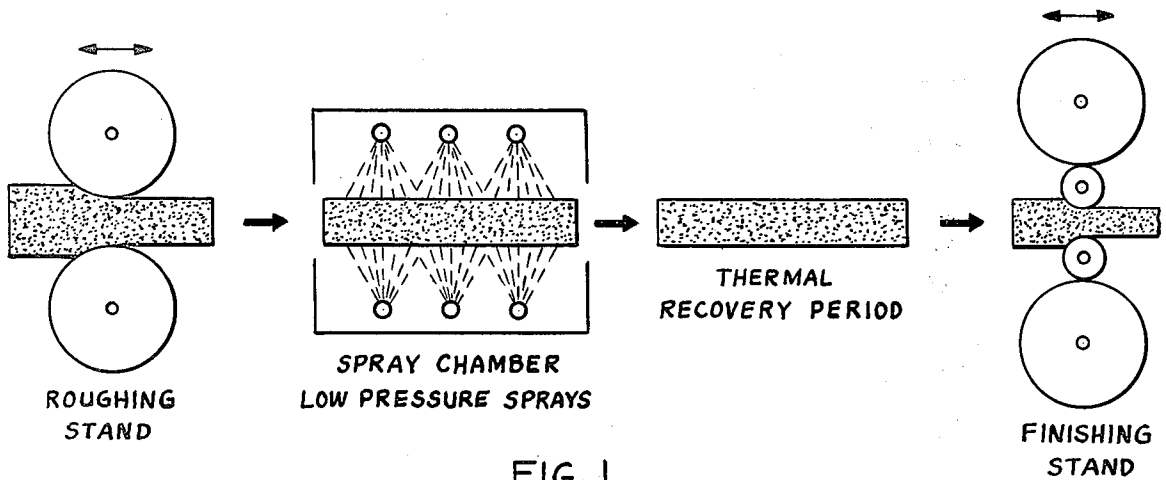 ROUGHING
STAND
SPRAY CHAMBER
LOW PRESSURE SPRAYS
THERMAL
RECOVERY PERIOD
FINISHING
STAND
FIG. 1